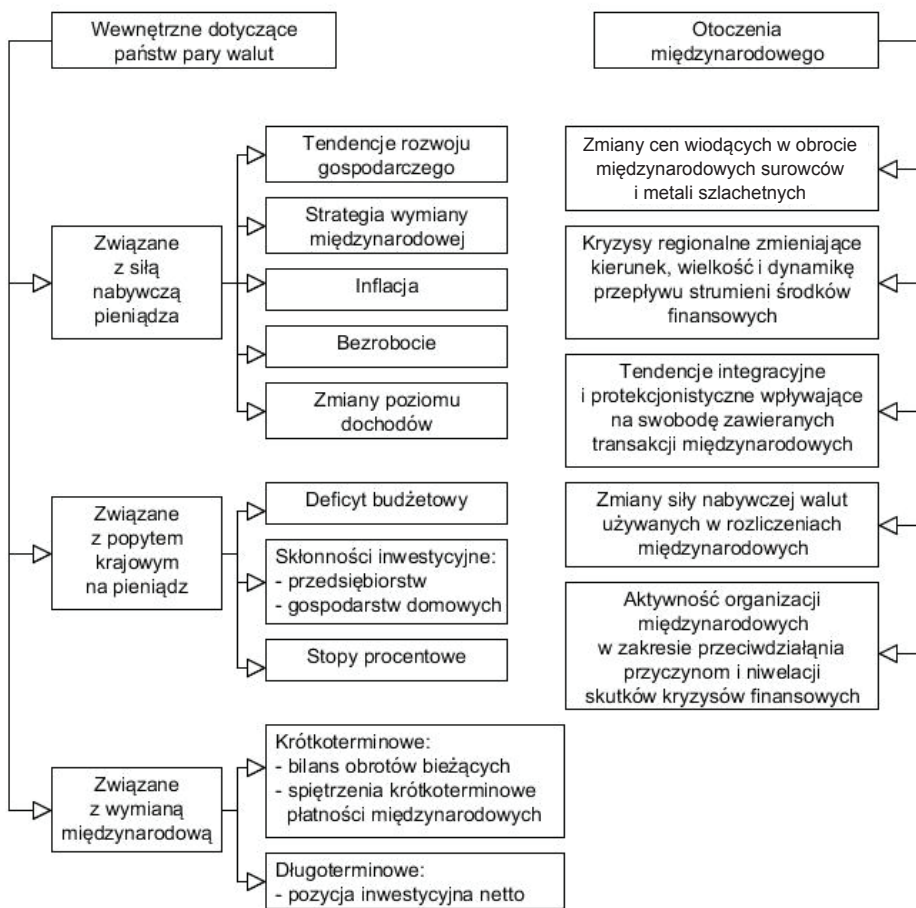 Wewnętrzne dotyczące
państw pary walut
Związane
z siłą
nabywczą
pieniądza
Tendencje rozwoju
gospodarczego
Strategia wymiany
międzynarodowej
Inflacja
Bezrobocie
Zmiany poziomu
dochodów
Związane
z popytem
krajowym
na pieniądz
Deficyt budżetowy
Skłonności inwestycyjne:
- przedsiębiorstw
- gospodarstw domowych
Stopy procentowe
Związane
z wymianą
międzynarodową
Krótkoterminowe:
- bilans obrotów bieżących
- spiętrzenia krótkoterminowe
płatności międzynarodowych
Długoterminowe:
- pozycja inwestycyjna netto
Otoczenia
międzynarodowego
Zmiany cen wiodących w obrocie
międzynarodowych surowców
i metali szlachetnych
Kryzysy regionalne zmieniające
kierunek, wielkość i dynamikę
przepływu strumieni środków
finansowych
Tendencje integracyjne
i protekcjonistyczne wpływające
na swobodę zawieranych
transakcji międzynarodowych
Zmiany siły nabywczej walut
używanych w rozliczeniach
międzynarodowych
Aktywność organizacji
międzynarodowych
w zakresie przeciwdziałąnia
przyczynom i niwelacji
skutków kryzysów finansowych